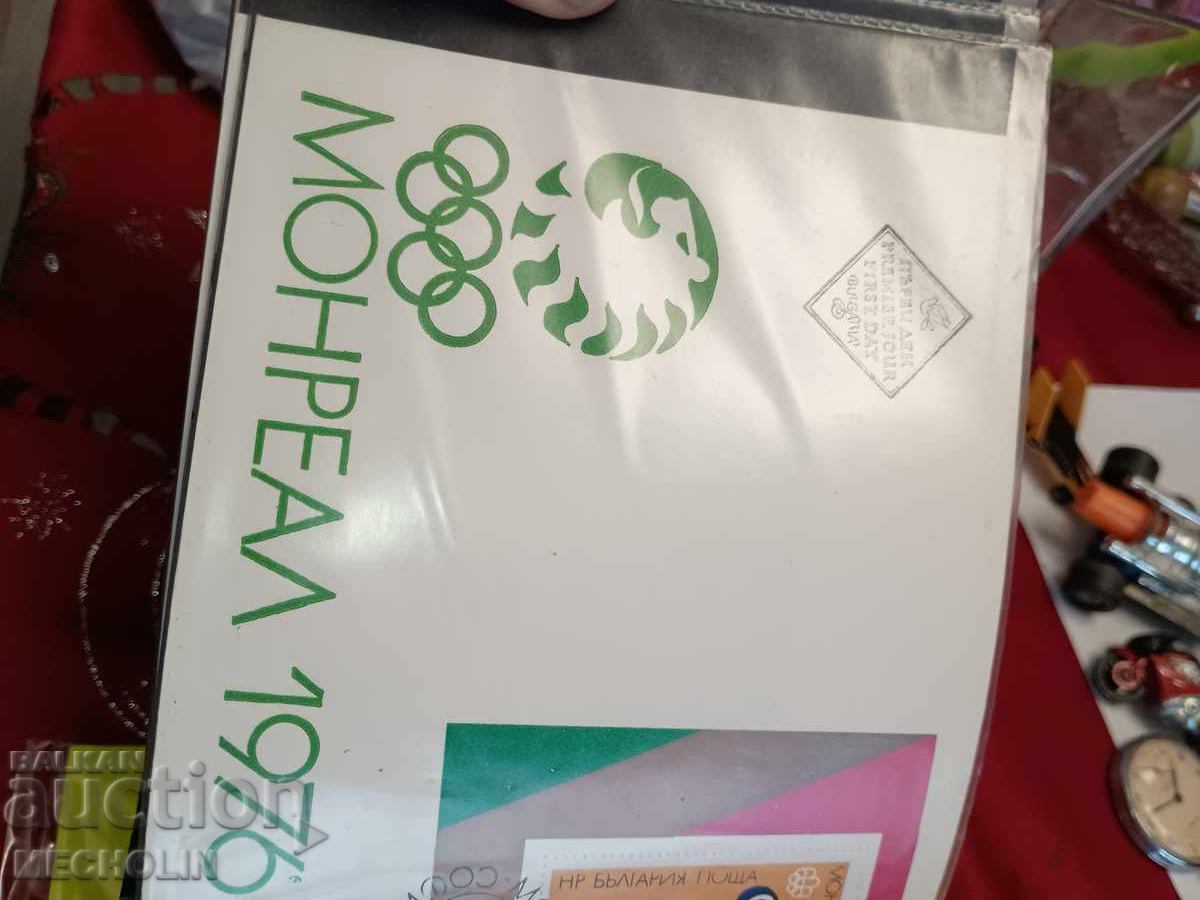 ПЪРВИ ДЕН
PREMIER JOUR
FIRST DAY
BULGARIA
МОНРЕАЛ 1976
НР БЪЛГАРИЯ ПОЩА
BALKAN
auction
MECHOLIN